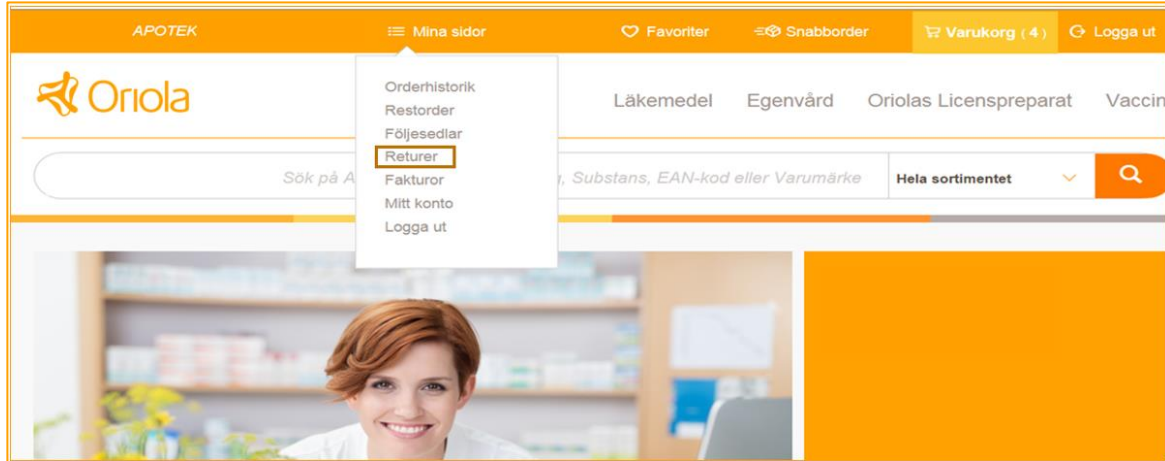 APOTEK Mina sidor Favoriter Snabborder Varukorg ( 4 ) Logga ut
Oriola
Läkemedel Egenvård Oriolas Licenspreparat Vaccin
Orderhistorik
Restorder
Följesedlar
Returer
Fakturor
Mitt konto
Logga ut
Sök på A , Substans, EAN-kod eller Varumärke Hela sortimentet